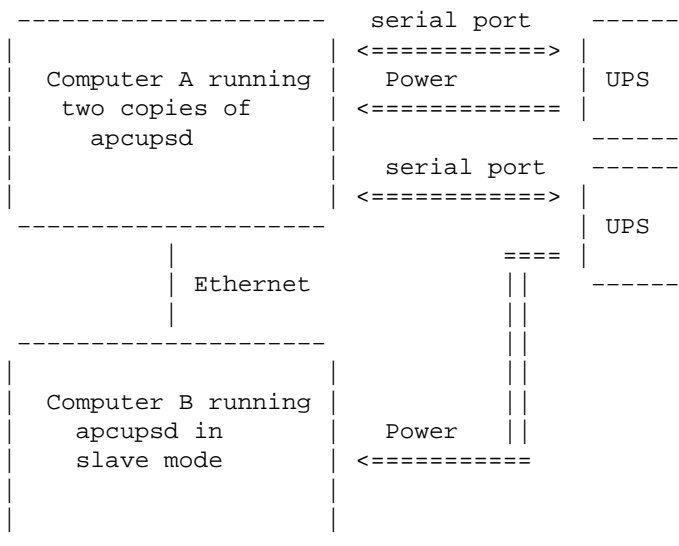 serial port
Computer A running Power UPS
two copies of
apcupsd
serial port
UPS
Ethernet
Computer B running
apcupsd in Power
slave mode